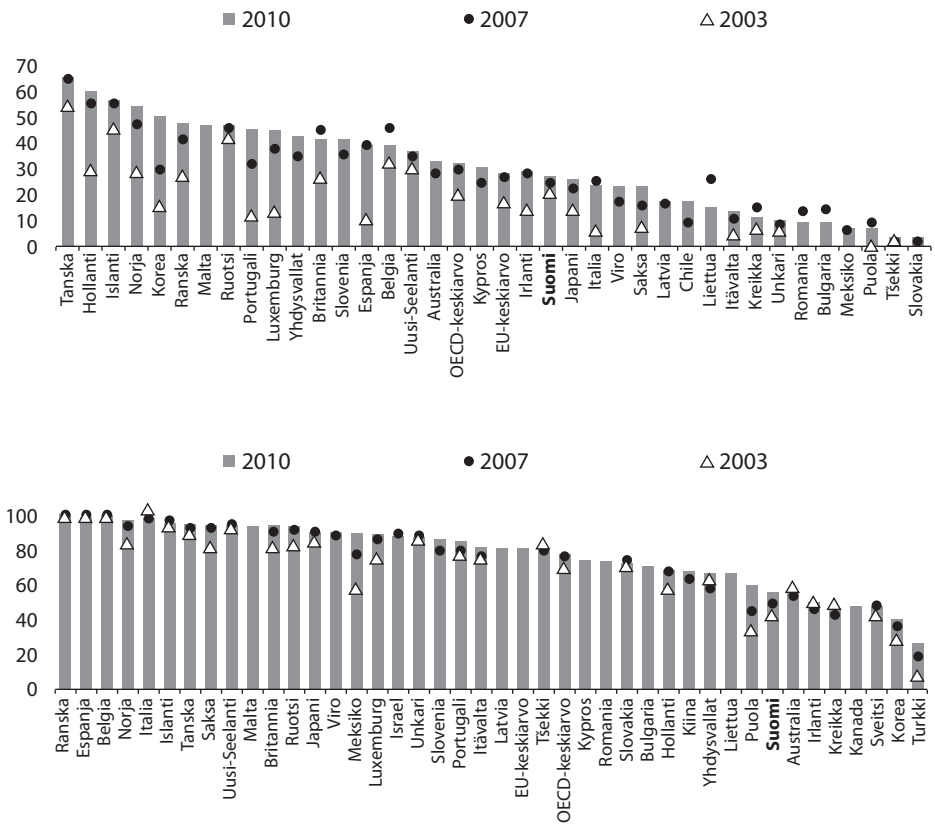 2010 2007 2003
70
60
50
40
30
20
10
0
Tanska
Hollanti
Islanti
Norja
Korea
Ranska
Malta
Ruotsi
Portugali
Luxemburg
Yhdysvallat
Britannia
Slovenia
Espanja
Belgia
Uusi-Seelanti
Australia
OECD-keskiarvo
Kypros
EU-keskiarvo
Irlanti
Suomi
Japani
Italia
Viro
Saksa
Latvia
Chile
Liettua
Itävalta
Kreikka
Unkari
Romania
Bulgaria
Meksiko
Puola
Tšekki
Slovakia
2010 2007 2003
100
80
60
40
20
0
Ranska
Espanja
Belgia
Norja
Italia
Islanti
Tanska
Saksa
Uusi-Seelanti
Malta
Britannia
Ruotsi
Japani
Viro
Meksiko
Luxemburg
Israel
Unkari
Slovenia
Portugali
Itävalta
Latvia
EU-keskiarvo
Tšekki
OECD-keskiarvo
Kypros
Romania
Slovakia
Bulgaria
Hollanti
Kiina
Yhdysvallat
Liettua
Puola
Suomi
Australia
Irlanti
Kreikka
Kanada
Sveitsi
Korea
Turkki